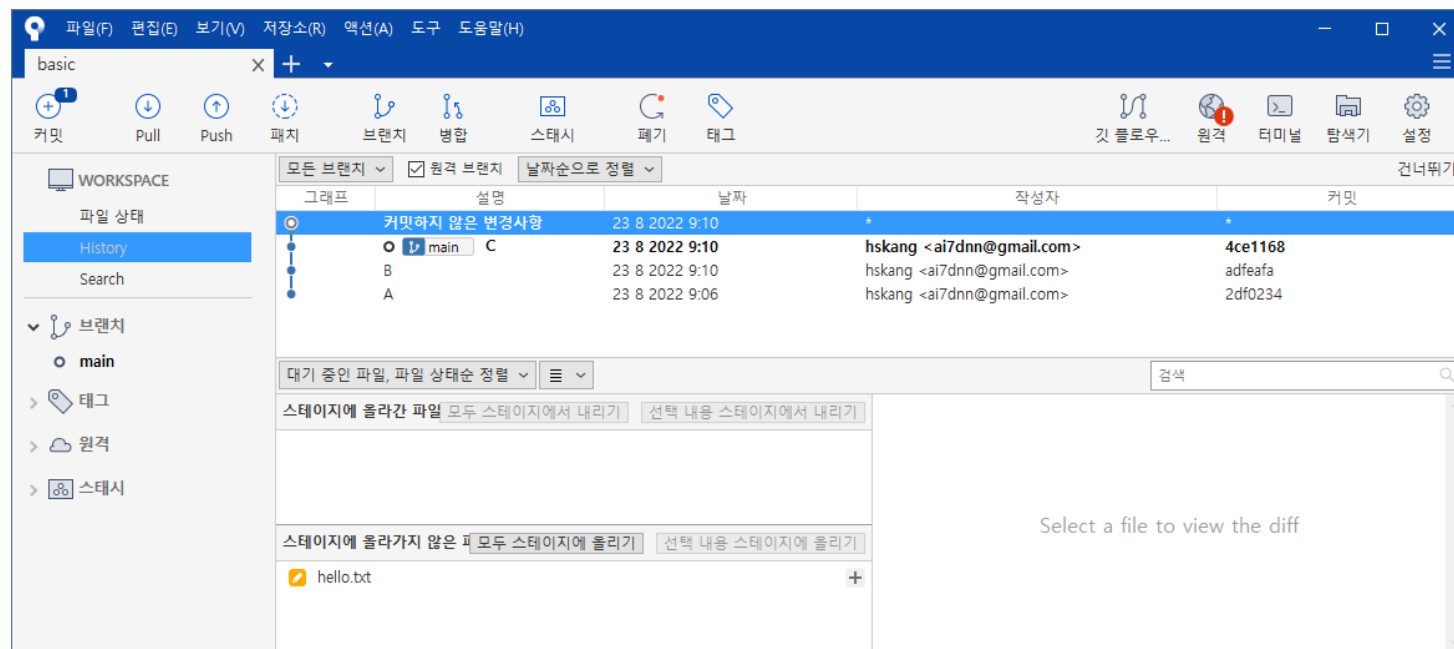 파일(F) 편집(E) 보기(V) 저장소(R) 액션(A) 도구 도움말(H)
basic
1
커밋 Pull Push 패치 브랜치 병합 스태시 폐기 태그 깃 플로우... 원격 터미널 탐색기 설정
WORKSPACE
파일 상태
History
Search
브랜치
main
태그
원격
스태시
모든 브랜치 원격 브랜치 날짜순으로 정렬 건너뛰기
그래프 설명 날짜 작성자 커밋
커밋하지 않은 변경사항 23 8 2022 9:10 * *
main C 23 8 2022 9:10 hskang <ai7dnn@gmail.com> 4ce1168
B 23 8 2022 9:10 hskang <ai7dnn@gmail.com> adfeafa
A 23 8 2022 9:06 hskang <ai7dnn@gmail.com> 2df0234
대기 중인 파일, 파일 상태순 정렬 검색
스테이지에 올라간 파일 모두 스테이지에서 내리기 선택 내용 스테이지에서 내리기
스테이지에 올라가지 않은 모두 스테이지에 올리기 선택 내용 스테이지에 올리기
hello.txt
Select a file to view the diff